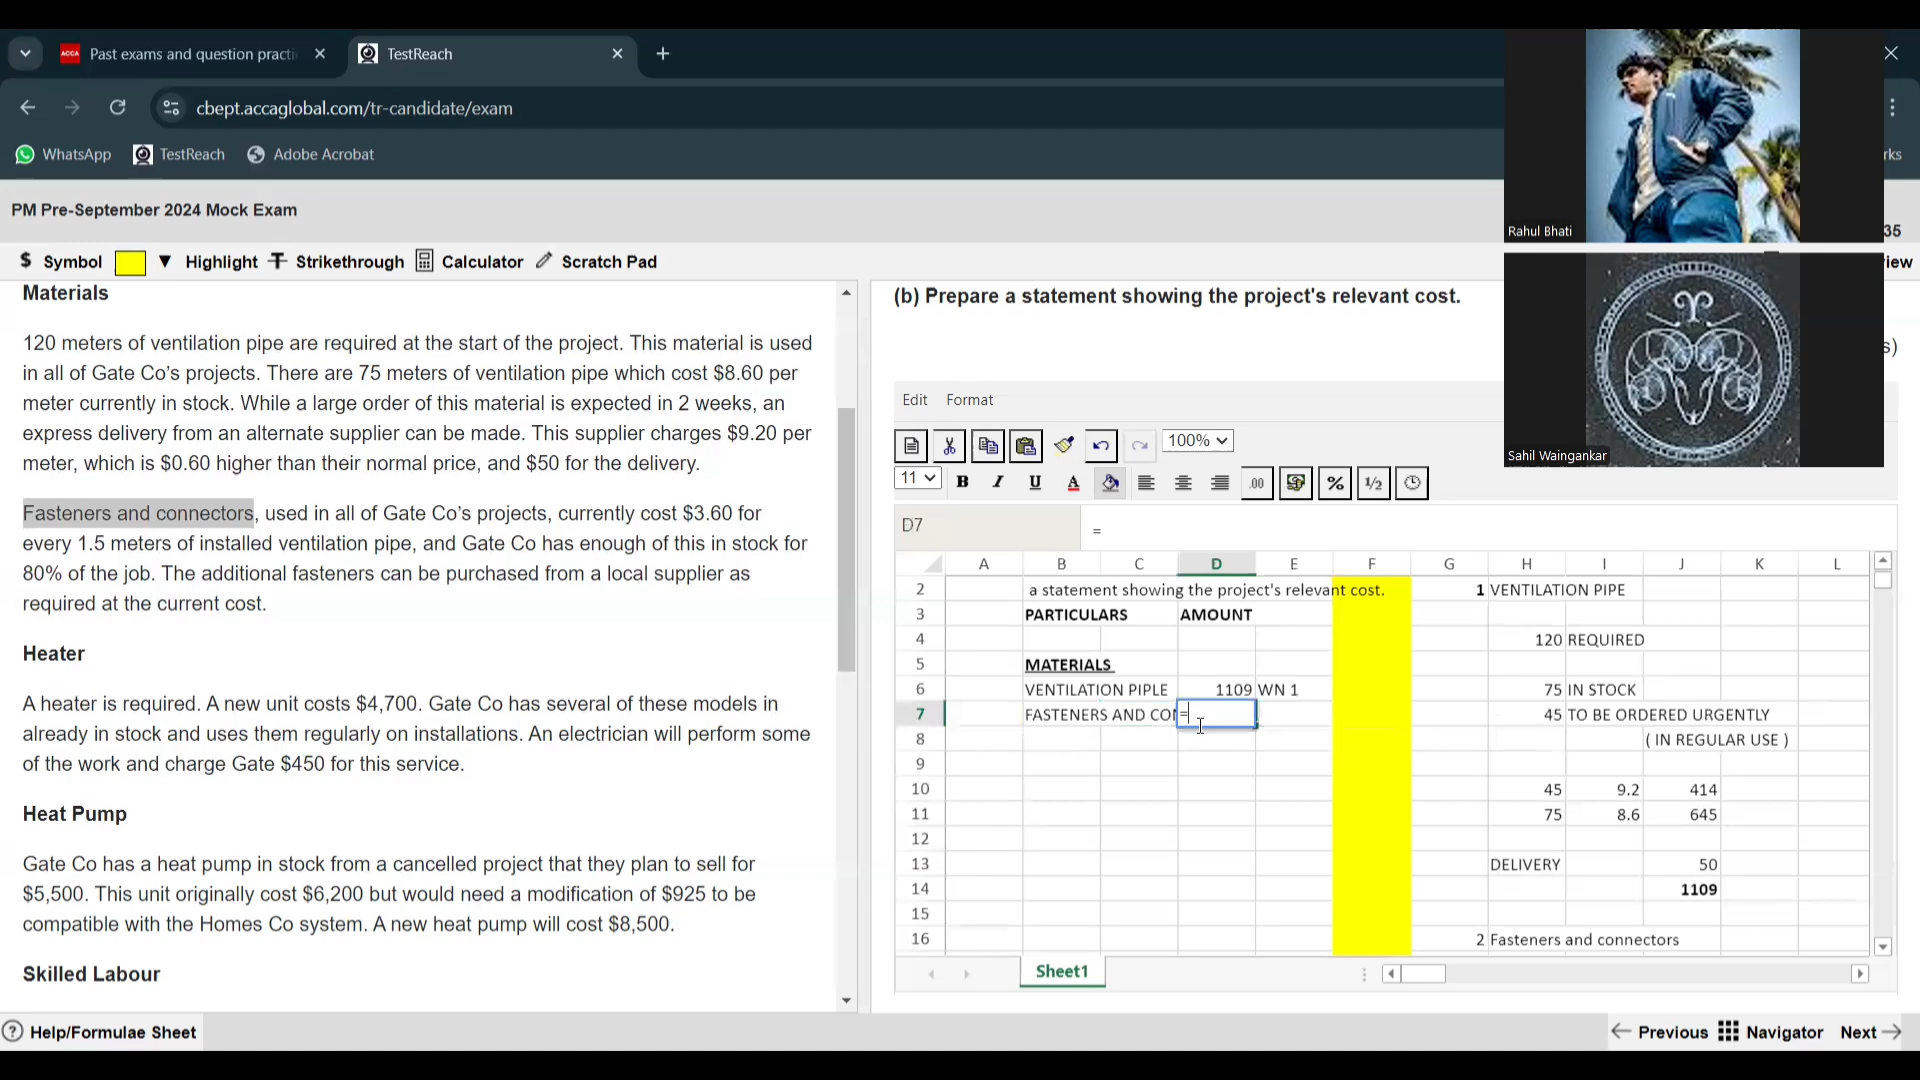 ACCA Past exams and question practi
TestReach
cbept.accaglobal.com/tr-candidate/exam
WhatsApp TestReach Adobe Acrobat
rks
PM Pre-September 2024 Mock Exam
35
$ Symbol Highlight Strikethrough Calculator Scratch Pad
iew
Materials
120 meters of ventilation pipe are required at the start of the project. This material is used
in all of Gate Co's projects. There are 75 meters of ventilation pipe which cost $8.60 per
meter currently in stock. While a large order of this material is expected in 2 weeks, an
express delivery from an alternate supplier can be made. This supplier charges $9.20 per
meter, which is $0.60 higher than their normal price, and $50 for the delivery.
Fasteners and connectors, used in all of Gate Co's projects, currently cost $3.60 for
every 1.5 meters of installed ventilation pipe, and Gate Co has enough of this in stock for
80% of the job. The additional fasteners can be purchased from a local supplier as
required at the current cost.
Heater
A heater is required. A new unit costs $4,700. Gate Co has several of these models in
already in stock and uses them regularly on installations. An electrician will perform some
of the work and charge Gate $450 for this service.
Heat Pump
Gate Co has a heat pump in stock from a cancelled project that they plan to sell for
$5,500. This unit originally cost $6,200 but would need a modification of $925 to be
compatible with the Homes Co system. A new heat pump will cost $8,500.
Skilled Labour
(b) Prepare a statement showing the project's relevant cost.
s)
Edit Format
100%
11 B I U A .00 % 1/2
D7 =
A B C D E F G H I J K L
2 a statement showing the project's relevant cost. 1 VENTILATION PIPE
3 PARTICULARS AMOUNT
4 120 REQUIRED
5 MATERIALS
6 VENTILATION PIPLE 1109 WN 1 75 IN STOCK
7 FASTENERS AND CON = 45 TO BE ORDERED URGENTLY
8 ( IN REGULAR USE )
9
10 45 9.2 414
11 75 8.6 645
12
13 DELIVERY 50
14 1109
15
16 2 Fasteners and connectors
Sheet1
Rahul Bhati
Sahil Waingankar
? Help/Formulae Sheet
Previous Navigator Next